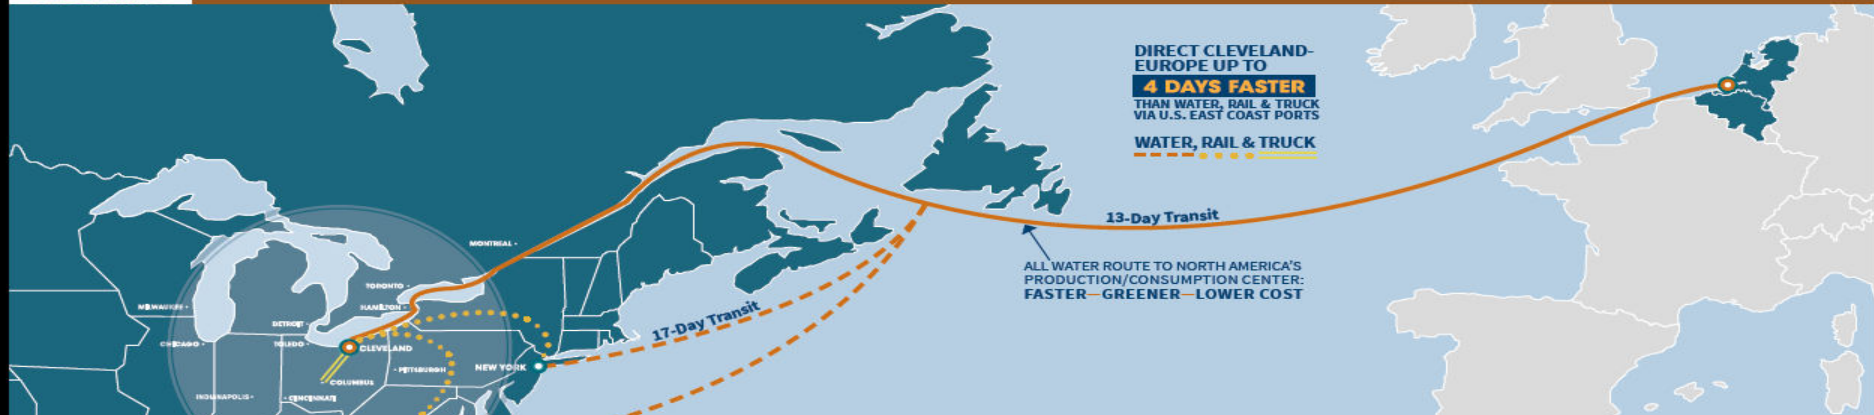 DIRECT CLEVELAND-
EUROPE UP TO
4 DAYS FASTER
THAN WATER, RAIL & TRUCK
VIA U.S. EAST COAST PORTS
WATER, RAIL & TRUCK
13-Day Transit
ALL WATER ROUTE TO NORTH AMERICA'S
PRODUCTION/CONSUMPTION CENTER:
FASTER—GREENER—LOWER COST
17-Day Transit
MONTREAL
TORONTO
HAMILTON
MILWAUKEE
DETROIT
CHICAGO
TOLEDO
CLEVELAND
PITTSBURGH
NEW YORK
COLUMBUS
INDIANAPOLIS
CINCINNATI